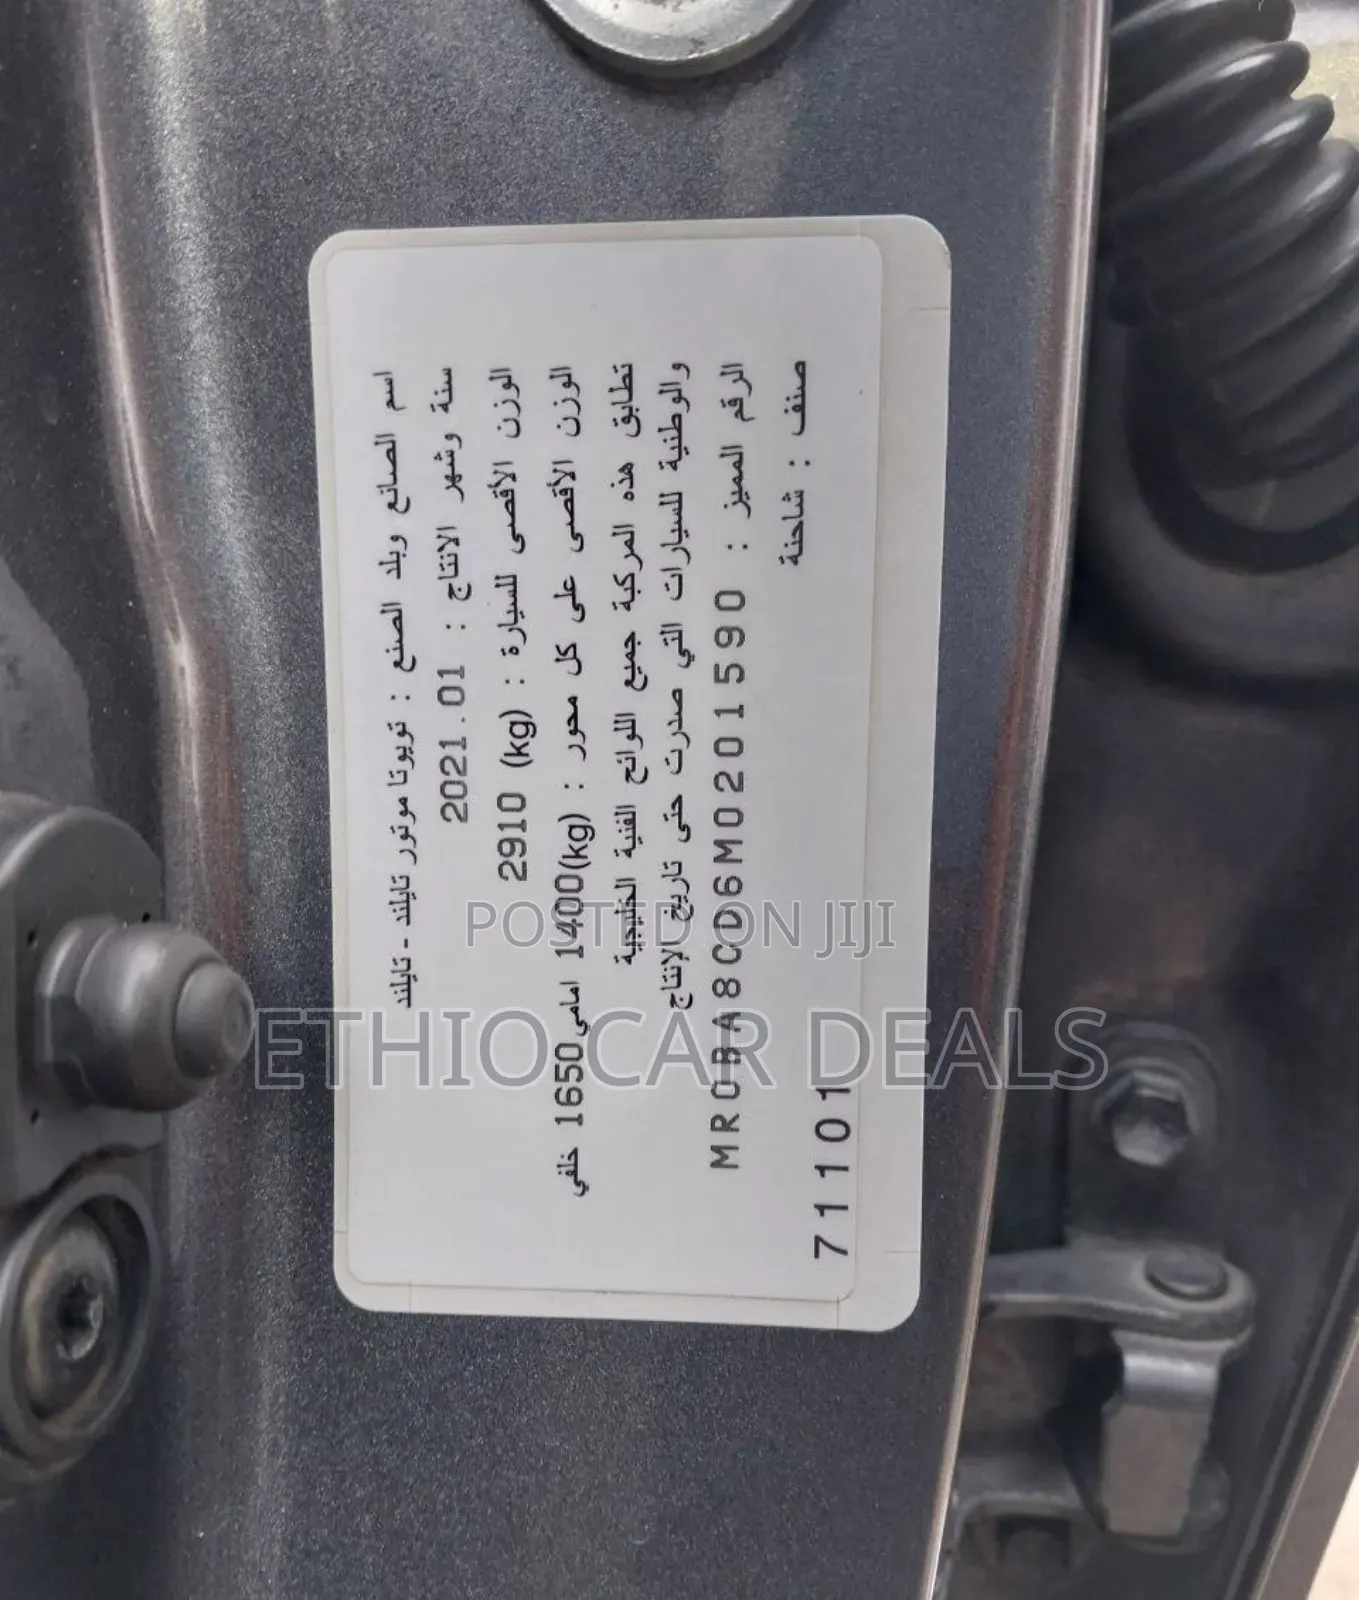 اسم الصانع وبلد الصنع : تويوتا موتور تايلند - تايلند
سنة وشهر الانتاج : 2021.01
الوزن الأقصى للسيارة : 2910 (kg)
الوزن الأقصى على كل محور : 1400(kg) امامي 1650 خلفي
تطابق هذه المركبة جميع اللوائح الفنية الخليجية
والوطنية للسيارات التي صدرت حتى تاريخ الإنتاج
الرقم المميز : MR0BA8CD6M0201590
صنف : شاحنة
71101
POSTED ON JIJI
ETHIO CAR DEALS